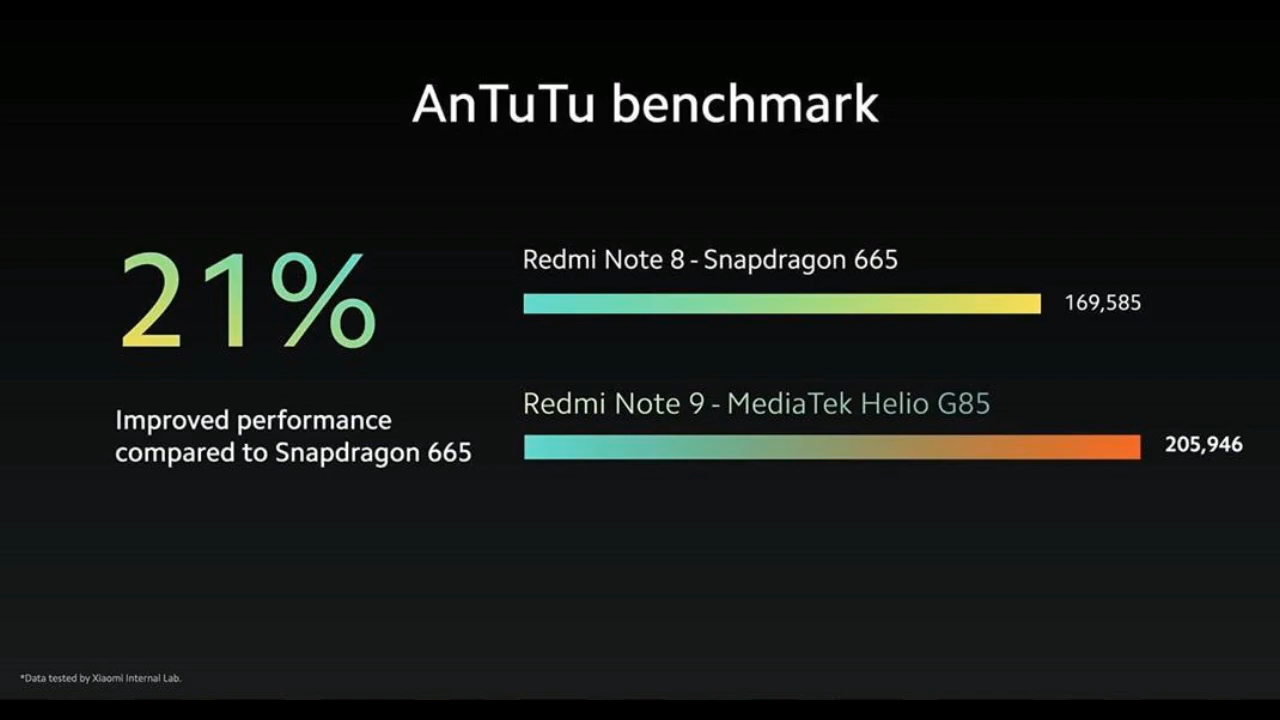 AnTuTu benchmark
21%
Improved performance
compared to Snapdragon 665
Redmi Note 8 - Snapdragon 665
169,585
Redmi Note 9 - MediaTek Helio G85
205,946
*Data tested by Xiaomi Internal Lab.